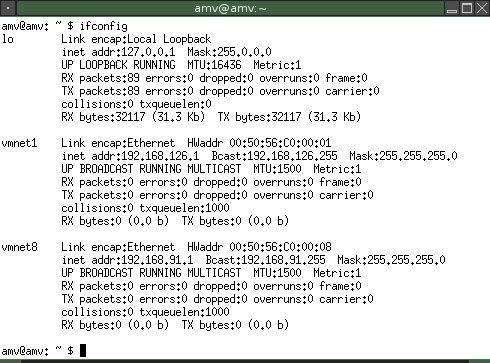 amv@amv:~
amv@amv: ~ $ ifconfig
lo        Link encap:Local Loopback
          inet addr:127.0.0.1  Mask:255.0.0.0
          UP LOOPBACK RUNNING  MTU:16436  Metric:1
          RX packets:89 errors:0 dropped:0 overruns:0 frame:0
          TX packets:89 errors:0 dropped:0 overruns:0 carrier:0
          collisions:0 txqueuelen:0
          RX bytes:32117 (31.3 Kb)  TX bytes:32117 (31.3 Kb)
vmnet1    Link encap:Ethernet  HWaddr 00:50:56:C0:00:01
          inet addr:192.168.126.1  Bcast:192.168.126.255  Mask:255.255.255.0
          UP BROADCAST RUNNING MULTICAST  MTU:1500  Metric:1
          RX packets:0 errors:0 dropped:0 overruns:0 frame:0
          TX packets:0 errors:0 dropped:0 overruns:0 carrier:0
          collisions:0 txqueuelen:1000
          RX bytes:0 (0.0 b)  TX bytes:0 (0.0 b)
vmnet8    Link encap:Ethernet  HWaddr 00:50:56:C0:00:08
          inet addr:192.168.91.1  Bcast:192.168.91.255  Mask:255.255.255.0
          UP BROADCAST RUNNING MULTICAST  MTU:1500  Metric:1
          RX packets:0 errors:0 dropped:0 overruns:0 frame:0
          TX packets:0 errors:0 dropped:0 overruns:0 carrier:0
          collisions:0 txqueuelen:1000
          RX bytes:0 (0.0 b)  TX bytes:0 (0.0 b)
amv@amv: ~ $